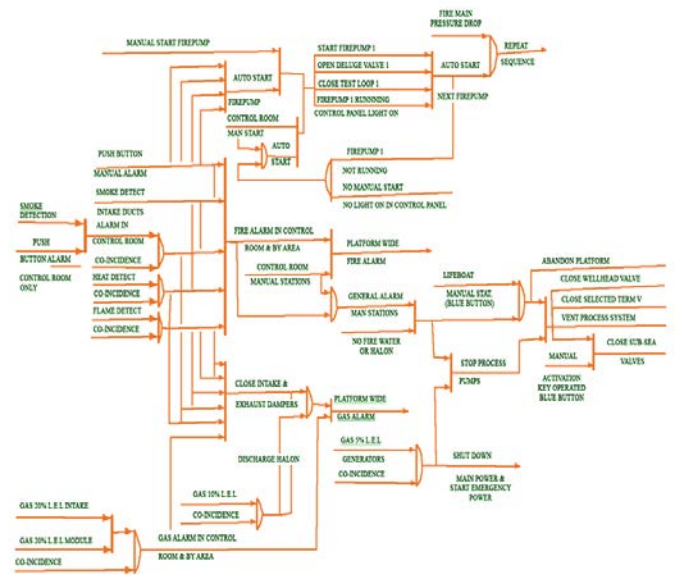 FIRE MAIN
PRESSURE DROP
MANUAL START FIREPUMP
START FIREPUMP 1
REPEAT
SEQUENCE
OPEN DELUGE VALVE 1
AUTO START
AUTO START
CLOSE TEST LOOP 1
FIREPUMP
FIREPUMP 1 RUNNNING
NEXT FIREPUMP
CONTROL PANEL LIGHT ON
CONTROL ROOM
MAN START
AUTO
START
PUSH BUTTON
MANUAL ALARM
FIREPUMP 1
NOT RUNNING
SMOKE DETECT
NO MANUAL START
INTAKE DUCTS
NO LIGHT ON IN CONTROL PANEL
SMOKE
DETECTION
ALARM IN
CONTROL ROOM
FIRE ALARM IN CONTROL
ROOM & BY AREA
PUSH
BUTTON ALARM
PLATFORM WIDE
FIRE ALARM
CO-INCIDENCE
CONTROL ROOM
ONLY
CONTROL ROOM
MANUAL STATIONS
ABANDON PLATFORM
HEAT DETECT
LIFEBOAT
MANUAL STAT.
(BLUE BUTTON)
CLOSE WELLHEAD VALVE
CO-INCIDENCE
GENERAL ALARM
MAN STATIONS
CLOSE SELECTED TERM V
FLAME DETECT
VENT PROCESS SYSTEM
CO-INCIDENCE
NO FIRE WATER
OR HALON
CLOSE SUB-SEA
VALVES
MANUAL
STOP PROCESS
PUMPS
ACTIVATION
KEY OPERATED
BLUE BUTTON
CLOSE INTAKE &
EXHAUST DAMPERS
PLATFORM WIDE
GAS ALARM
GAS 5% L.E.L
DISCHARGE HALON
GENERATORS
SHUT DOWN
CO-INCIDENCE
MAIN POWER &
START EMERGENCY
POWER
GAS 10% L.E.L
CO-INCIDENCE
GAS 20% L.E.L INTAKE
GAS ALARM IN CONTROL
ROOM & BY AREA
GAS 20% L.E.L MODULE
CO-INCIDENCE